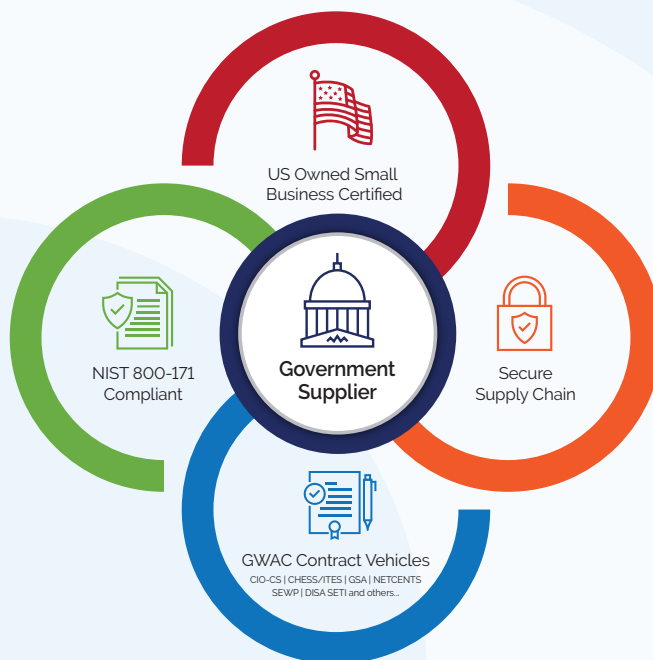 US Owned Small
Business Certified
NIST 800-171
Compliant
Government
Supplier
Secure
Supply Chain
GWAC Contract Vehicles
CIO-CS | CHESS/ITES | GSA | NETCENTS
SEWP | DISA SETI and others...